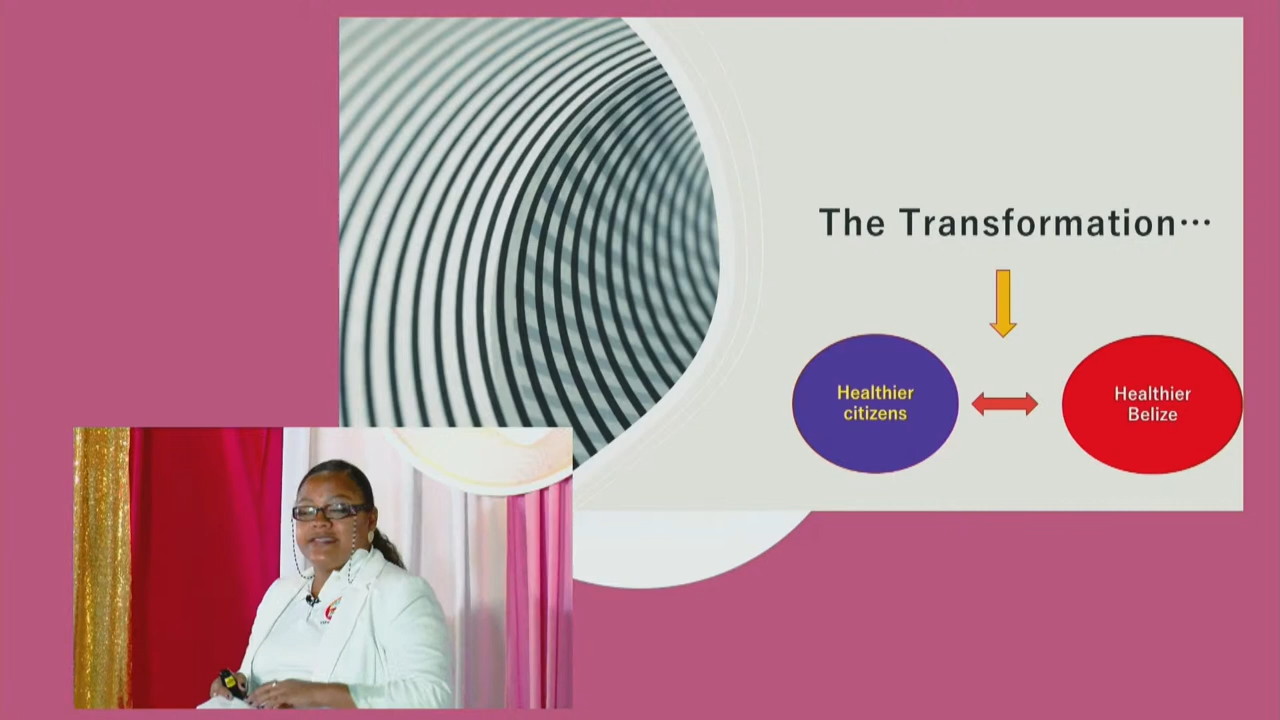 The Transformation…
Healthier
citizens
Healthier
Belize